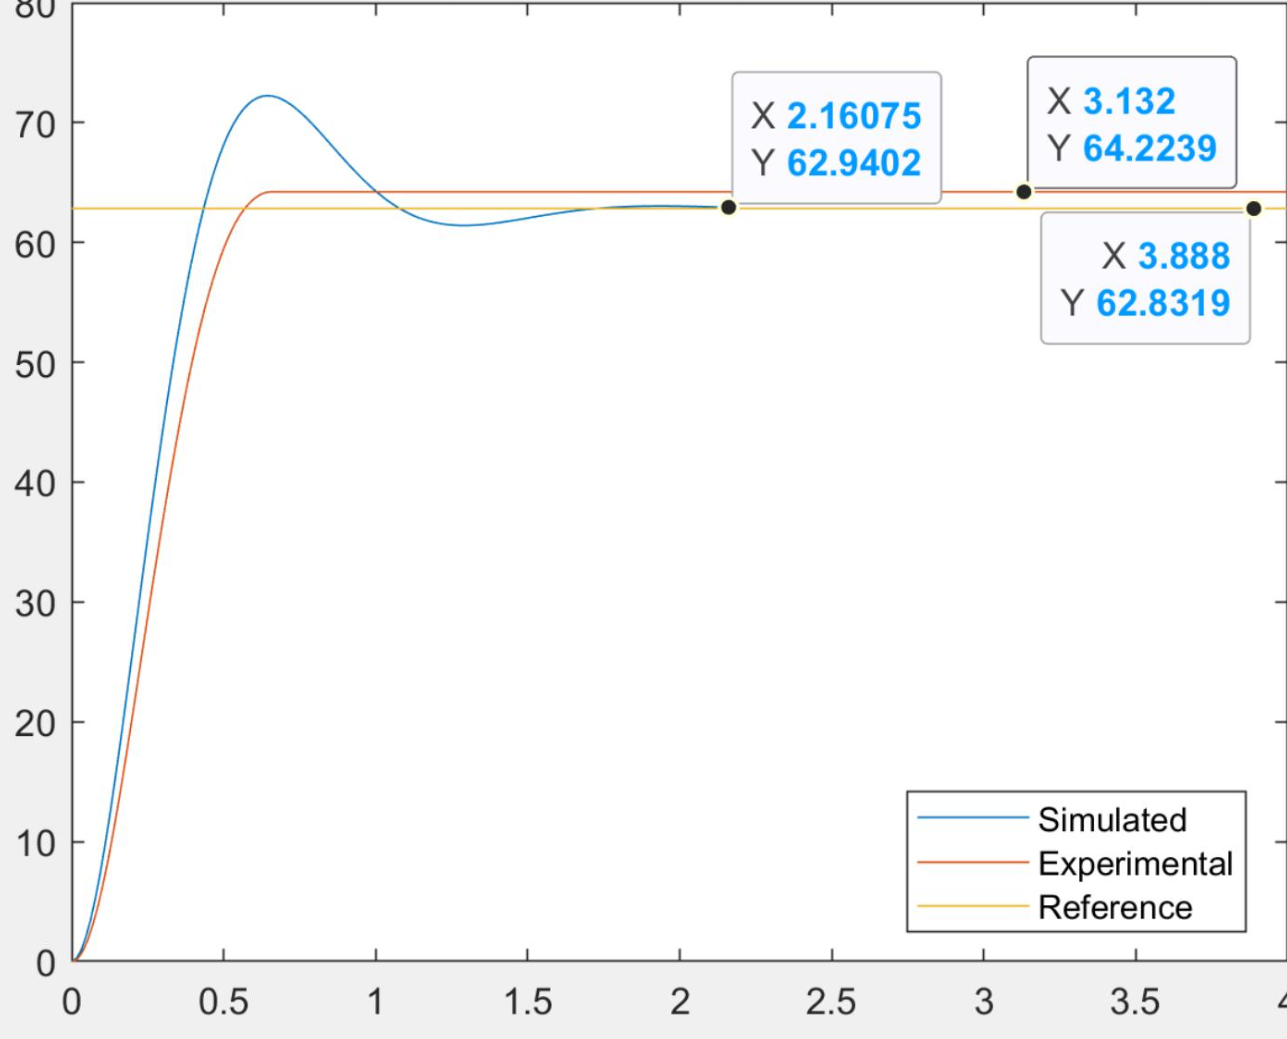 80
70
60
50
40
30
20
10
0
X 2.16075
Y 62.9402
X 3.132
Y 64.2239
X 3.888
Y 62.8319
Simulated
Experimental
Reference
0 0.5 1 1.5 2 2.5 3 3.5 4